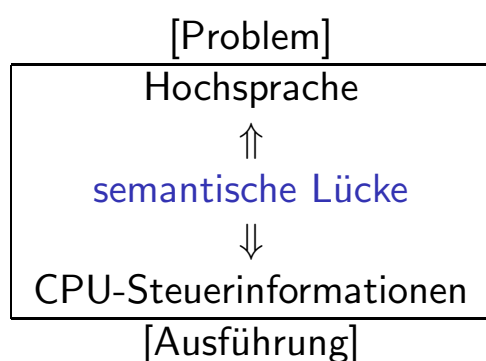 [Problem]
Hochsprache
⇑
semantische Lücke
⇓
CPU-Steuerinformationen
[Ausführung]